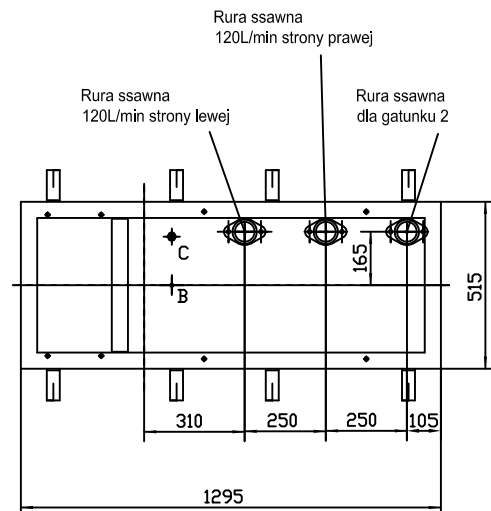 Rura ssawna
120L/min strony prawej
Rura ssawna
120L/min strony lewej
Rura ssawna
dla gatunku 2
C
B
165
515
310
250
250
105
1295